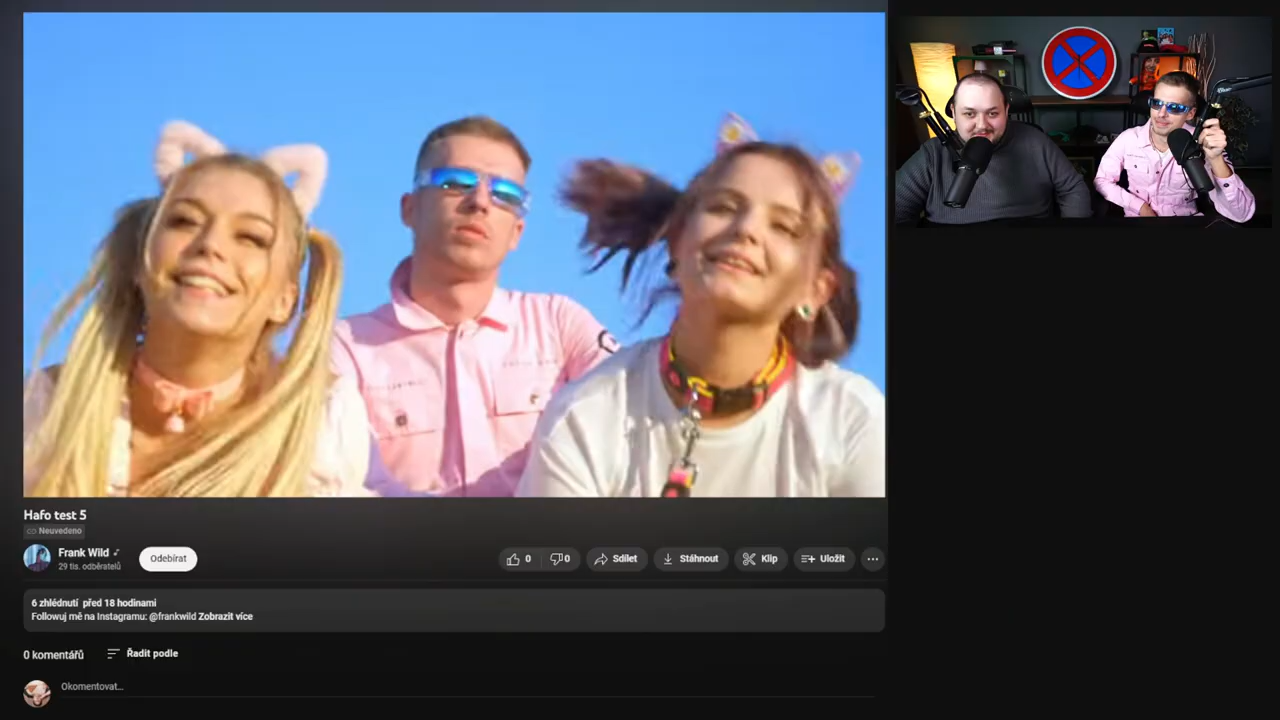 Hafo test 5
Neuvedeno
Frank Wild
29 tis. odběratelů
Odebírat
0
0
Sdílet
Stáhnout
Klip
Uložit
6 zhlédnutí před 18 hodinami
Followuj mě na Instagramu: @frankwild Zobrazit více
0 komentářů
Řadit podle
Okomentovat...